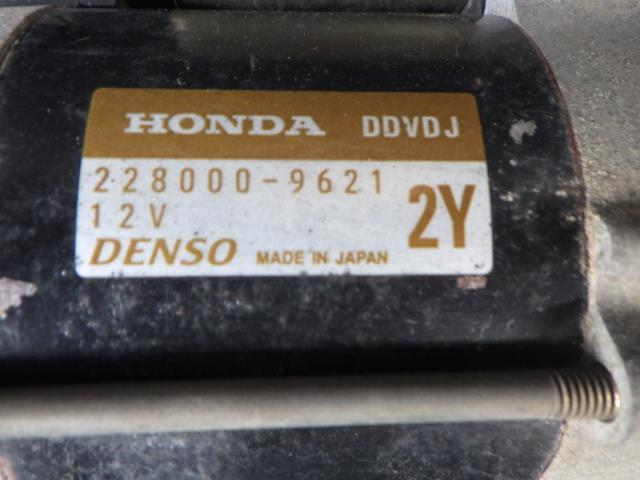 HONDA DDVDJ
228000-9621
12V 2Y
DENSO MADE IN JAPAN